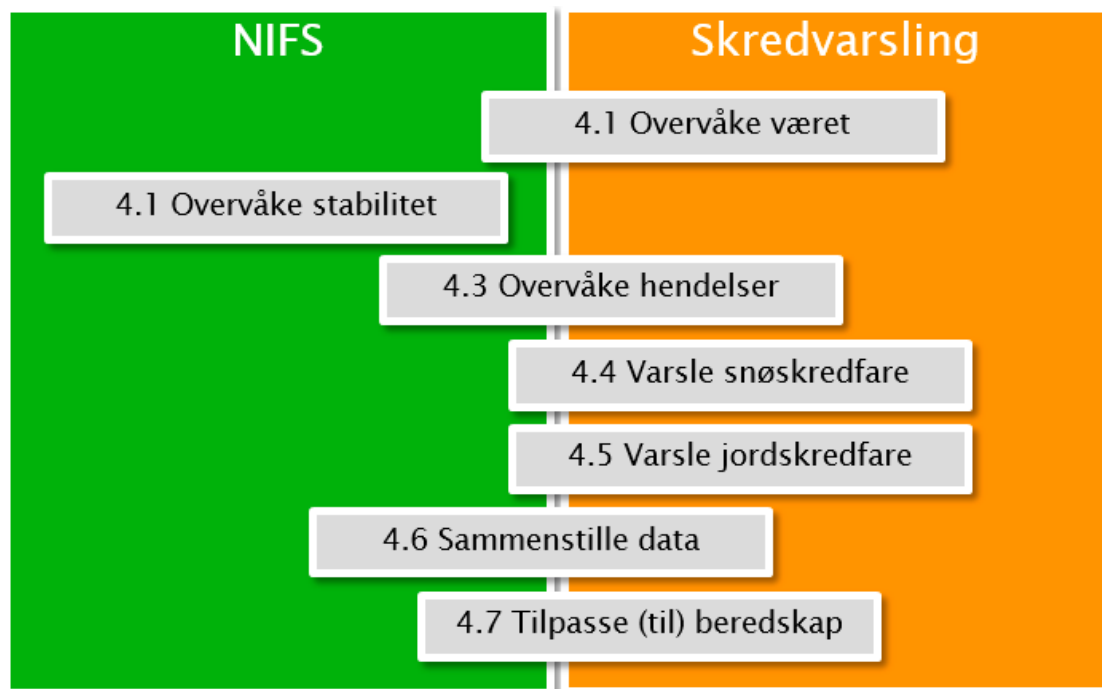 NIFS
Skredvarsling
4.1 Overvåke været
4.1 Overvåke stabilitet
4.3 Overvåke hendelser
4.4 Varsle snøskredfare
4.5 Varsle jordskredfare
4.6 Sammenstille data
4.7 Tilpasse (til) beredskap